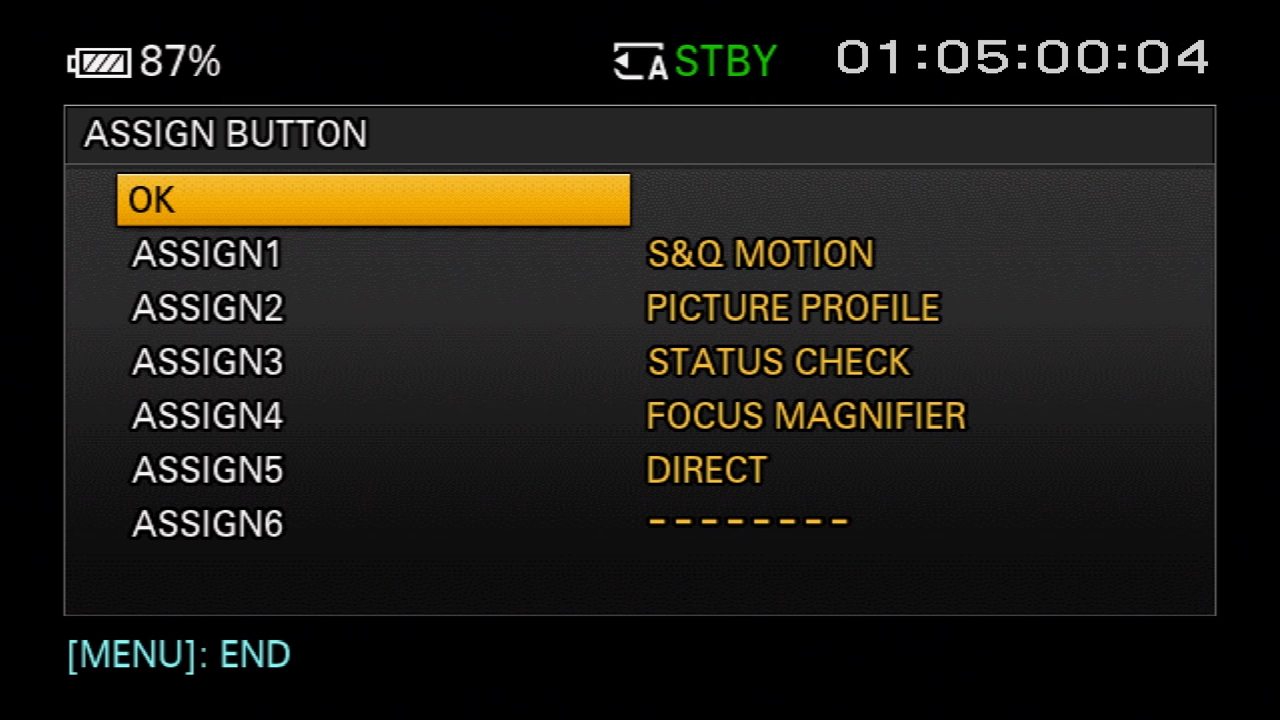 87% A STBY 01:05:00:04
ASSIGN BUTTON
OK
ASSIGN1 S&Q MOTION
ASSIGN2 PICTURE PROFILE
ASSIGN3 STATUS CHECK
ASSIGN4 FOCUS MAGNIFIER
ASSIGN5 DIRECT
ASSIGN6 --------
[MENU]: END